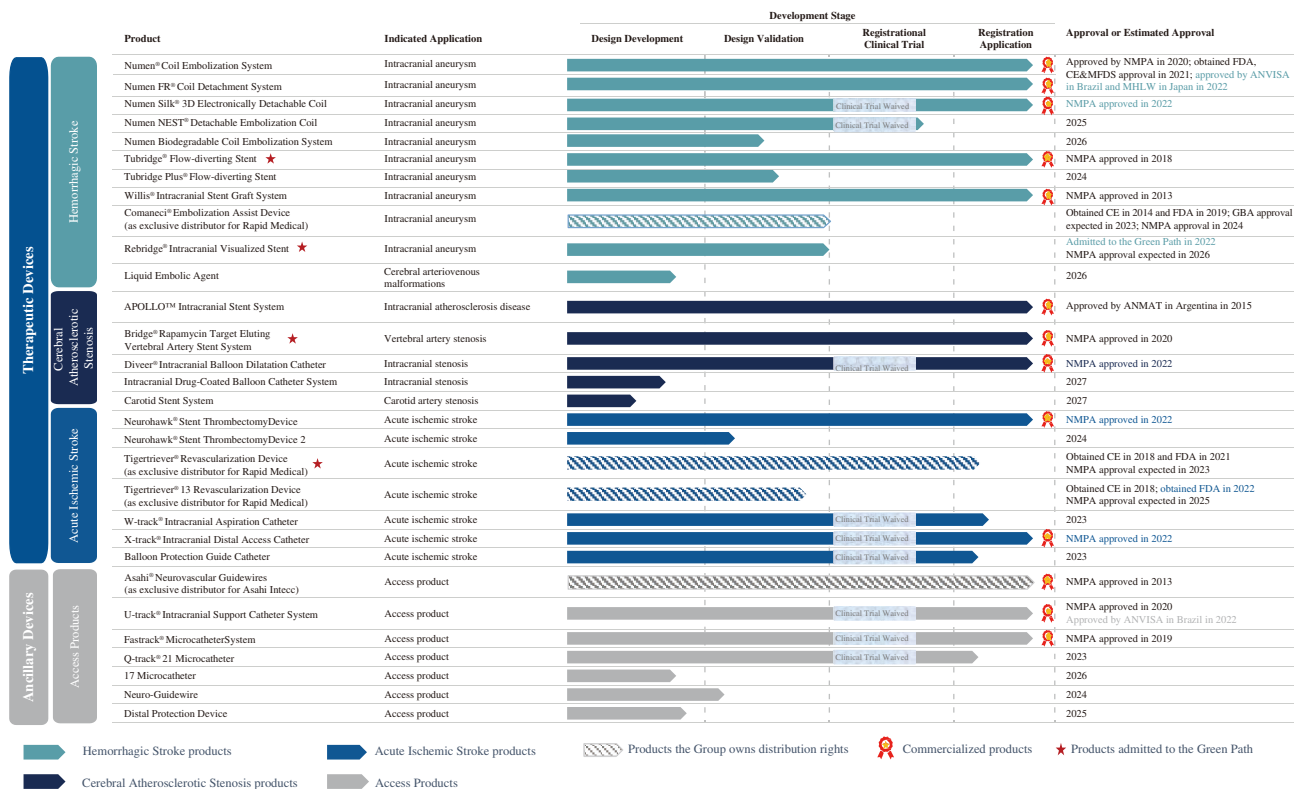 Development Stage
Product
Indicated Application
Design Development
Design Validation
Registrational
Clinical Trial
Registration
Application
Approval or Estimated Approval
Therapeutic Devices
Hemorrhagic Stroke
Numen® Coil Embolization System
Intracranial aneurysm
Approved by NMPA in 2020; obtained FDA,
CE&MFDS approval in 2021; approved by ANVISA
in Brazil and MHLW in Japan in 2022
Numen FR® Coil Detachment System
Intracranial aneurysm
Numen Silk® 3D Electronically Detachable Coil
Intracranial aneurysm
Clinical Trial Waived
NMPA approved in 2022
Numen NEST® Detachable Embolization Coil
Intracranial aneurysm
Clinical Trial Waived
2025
Numen Biodegradable Coil Embolization System
Intracranial aneurysm
2026
Tubridge® Flow-diverting Stent
Intracranial aneurysm
NMPA approved in 2018
Tubridge Plus® Flow-diverting Stent
Intracranial aneurysm
2024
Willis® Intracranial Stent Graft System
Intracranial aneurysm
NMPA approved in 2013
Comaneci® Embolization Assist Device
(as exclusive distributor for Rapid Medical)
Intracranial aneurysm
Obtained CE in 2014 and FDA in 2019; GBA approval
expected in 2023; NMPA approval in 2024
Rebridge® Intracranial Visualized Stent
Intracranial aneurysm
Admitted to the Green Path in 2022
NMPA approval expected in 2026
Liquid Embolic Agent
Cerebral arteriovenous
malformations
2026
Cerebral
Atherosclerotic
Stenosis
APOLLO™ Intracranial Stent System
Intracranial atherosclerosis disease
Approved by ANMAT in Argentina in 2015
Bridge® Rapamycin Target Eluting
Vertebral Artery Stent System
Vertebral artery stenosis
NMPA approved in 2020
Diveer® Intracranial Balloon Dilatation Catheter
Intracranial stenosis
Clinical Trial Waived
NMPA approved in 2022
Intracranial Drug-Coated Balloon Catheter System
Intracranial stenosis
2027
Carotid Stent System
Carotid artery stenosis
2027
Acute Ischemic Stroke
Neurohawk® Stent ThrombectomyDevice
Acute ischemic stroke
NMPA approved in 2022
Neurohawk® Stent ThrombectomyDevice 2
Acute ischemic stroke
2024
Tigertriever® Revascularization Device
(as exclusive distributor for Rapid Medical)
Acute ischemic stroke
Obtained CE in 2018 and FDA in 2021
NMPA approval expected in 2023
Tigertriever® 13 Revascularization Device
(as exclusive distributor for Rapid Medical)
Acute ischemic stroke
Obtained CE in 2018; obtained FDA in 2022
NMPA approval expected in 2025
W-track® Intracranial Aspiration Catheter
Acute ischemic stroke
Clinical Trial Waived
2023
X-track® Intracranial Distal Access Catheter
Acute ischemic stroke
Clinical Trial Waived
NMPA approved in 2022
Balloon Protection Guide Catheter
Acute ischemic stroke
Clinical Trial Waived
2023
Ancillary Devices
Access Products
Asahi® Neurovascular Guidewires
(as exclusive distributor for Asahi Intecc)
Access product
NMPA approved in 2013
U-track® Intracranial Support Catheter System
Access product
Clinical Trial Waived
NMPA approved in 2020
Approved by ANVISA in Brazil in 2022
Fastrack® MicrocatheterSystem
Access product
Clinical Trial Waived
NMPA approved in 2019
Q-track® 21 Microcatheter
Access product
Clinical Trial Waived
2023
17 Microcatheter
Access product
2026
Neuro-Guidewire
Access product
2024
Distal Protection Device
Access product
2025
Hemorrhagic Stroke products
Acute Ischemic Stroke products
Products the Group owns distribution rights
Commercialized products
Products admitted to the Green Path
Cerebral Atherosclerotic Stenosis products
Access Products